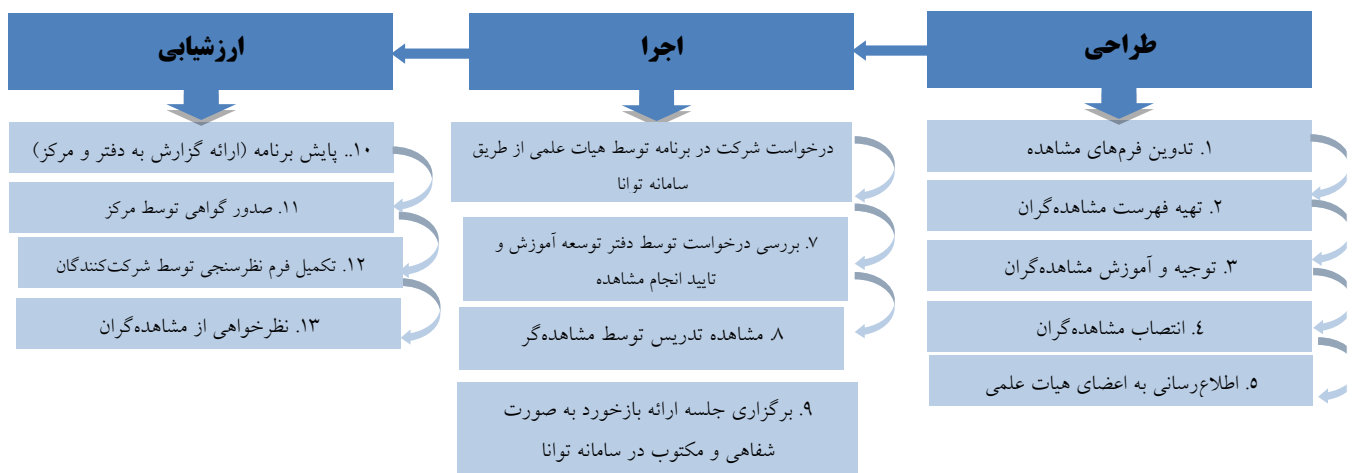 طراحی
۱. تدوین فرم‌های مشاهده
۲. تهیه فهرست مشاهده‌گران
۳. توجیه و آموزش مشاهده‌گران
٤. انتصاب مشاهده‌گران
٥. اطلاع‌رسانی به اعضای هیات علمی
اجرا
درخواست شرکت در برنامه توسط هیات علمی از طریق
سامانه توانا
۷. بررسی درخواست توسط دفتر توسعه آموزش و
تایید انجام مشاهده
۸. مشاهده تدریس توسط مشاهده‌گر
۹. برگزاری جلسه ارائه بازخورد به صورت
شفاهی و مکتوب در سامانه توانا
ارزشیابی
۱۰.. پایش برنامه (ارائه گزارش به دفتر و مرکز)
۱۱. صدور گواهی توسط مرکز
۱۲. تکمیل فرم نظرسنجی توسط شرکت‌کنندگان
۱۳. نظرخواهی از مشاهده‌گران